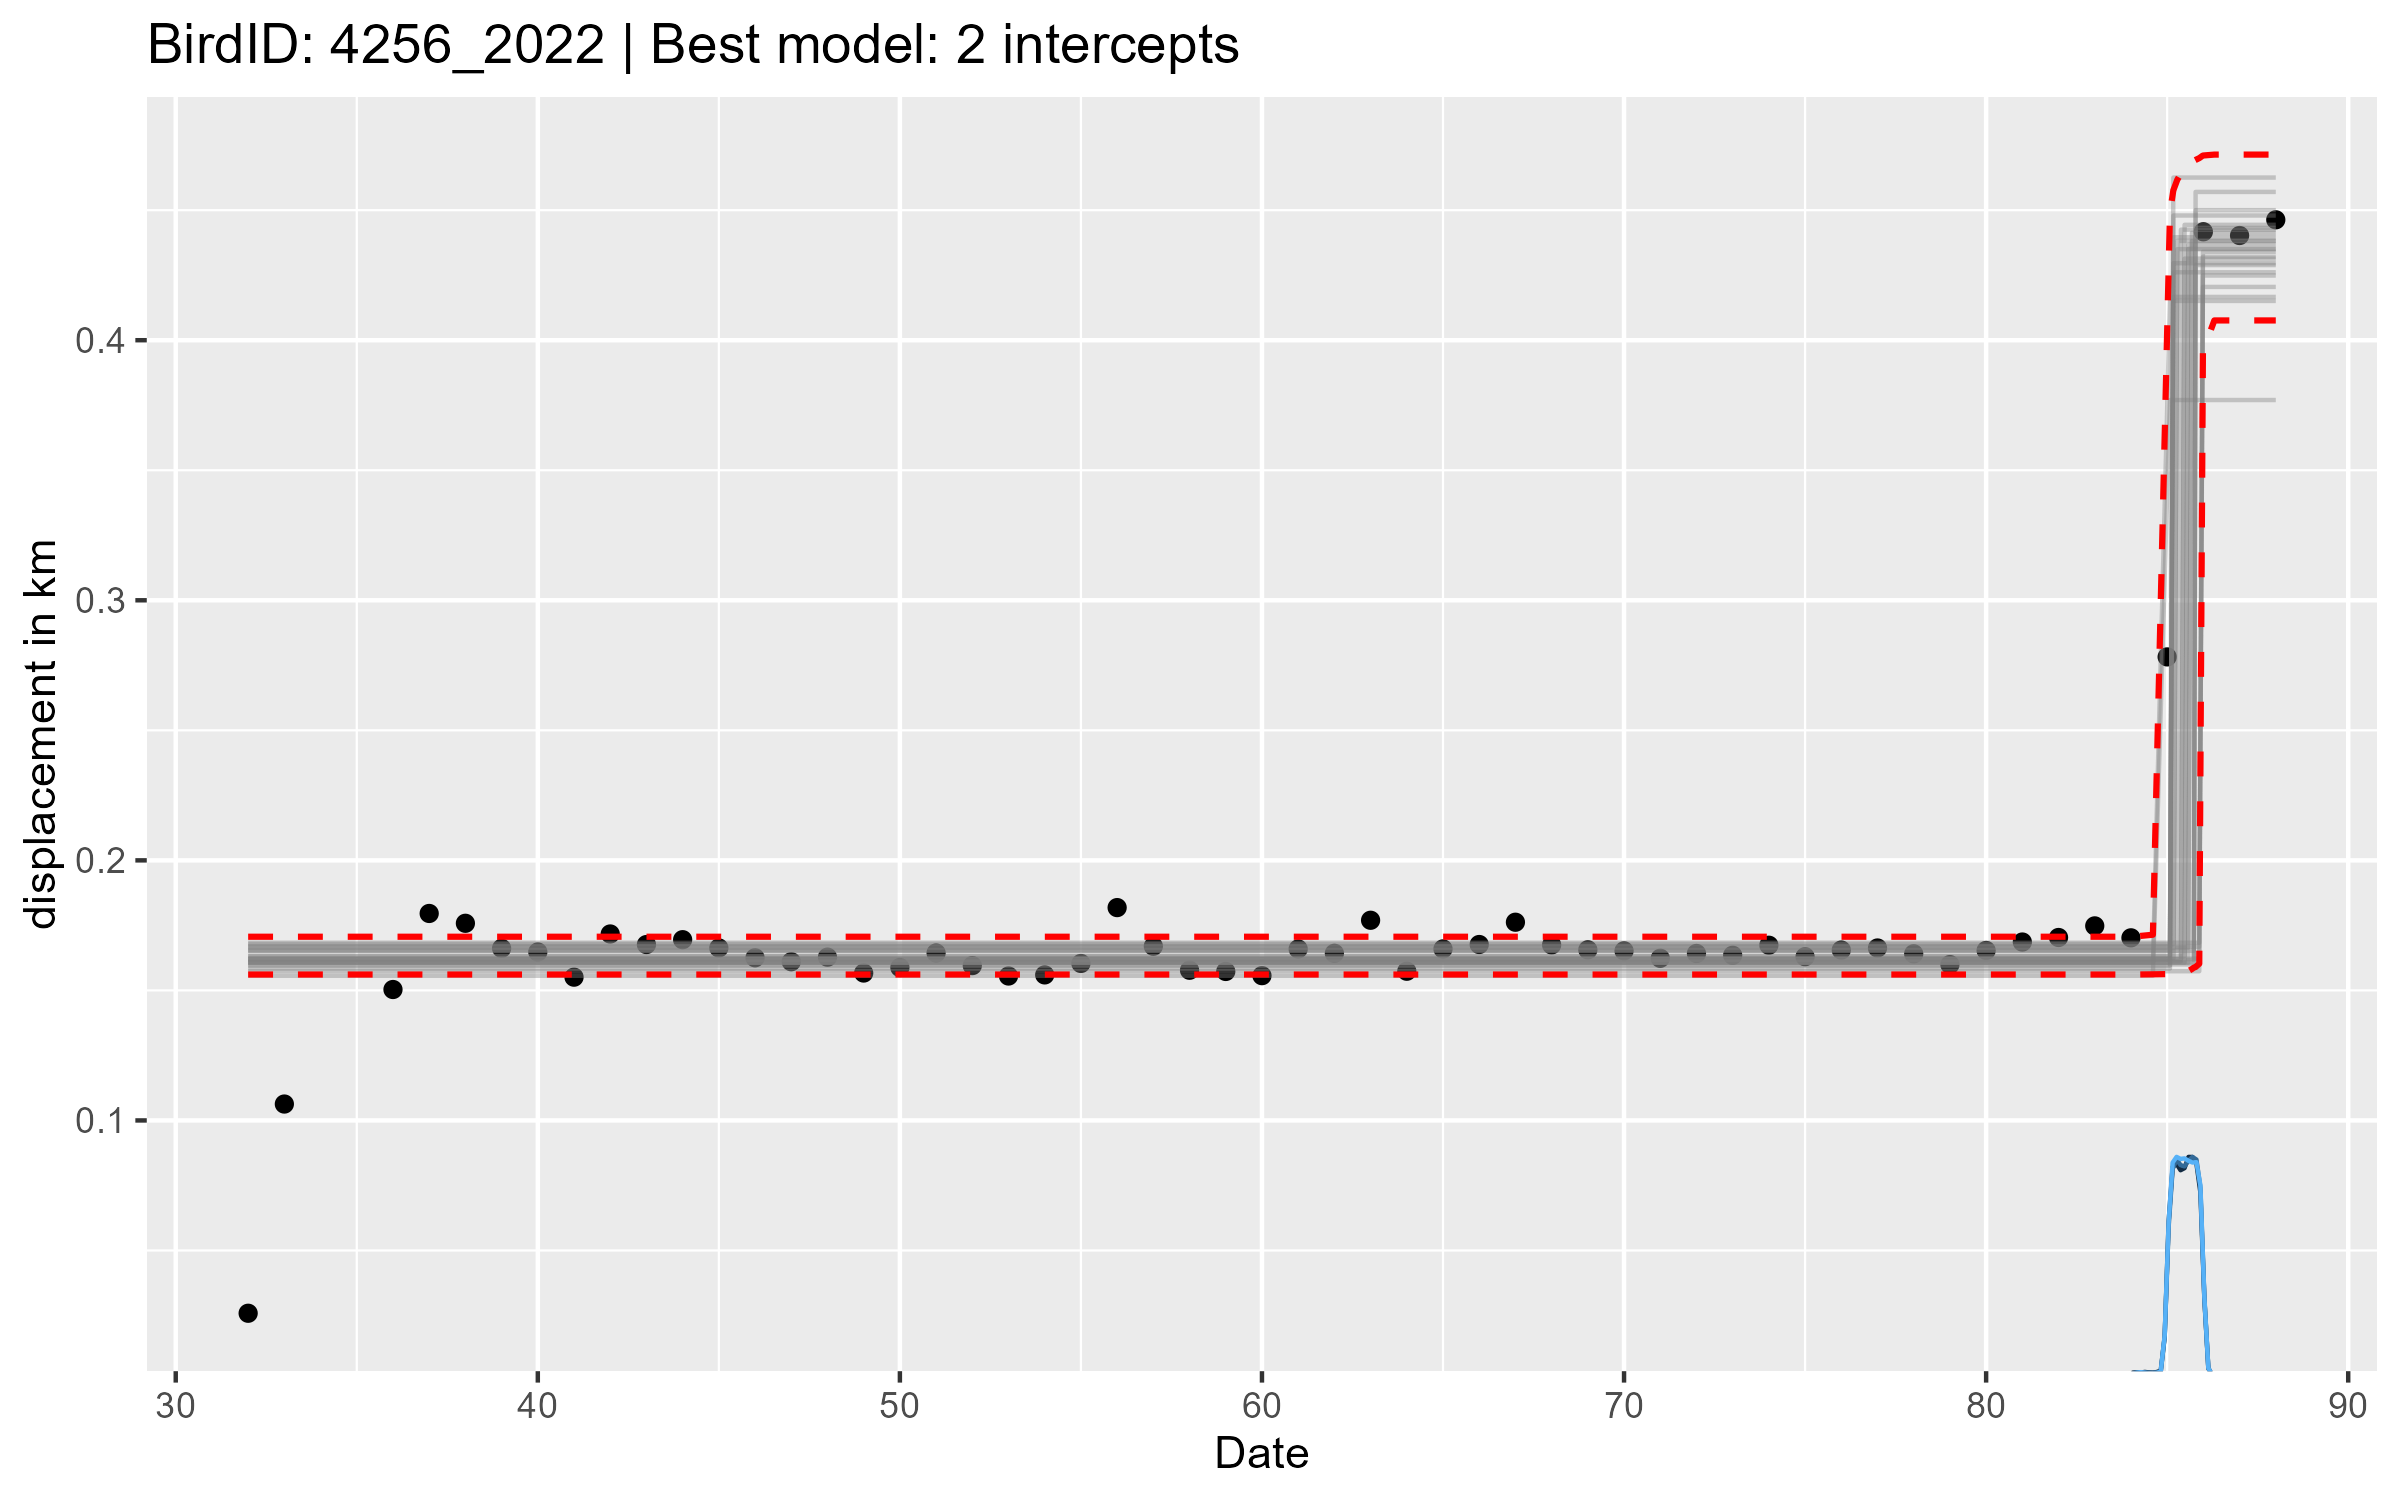 BirdID: 4256_2022 | Best model: 2 intercepts
displacement in km
0.4
0.3
0.2
0.1
30 40 50 60 70 80 90
Date